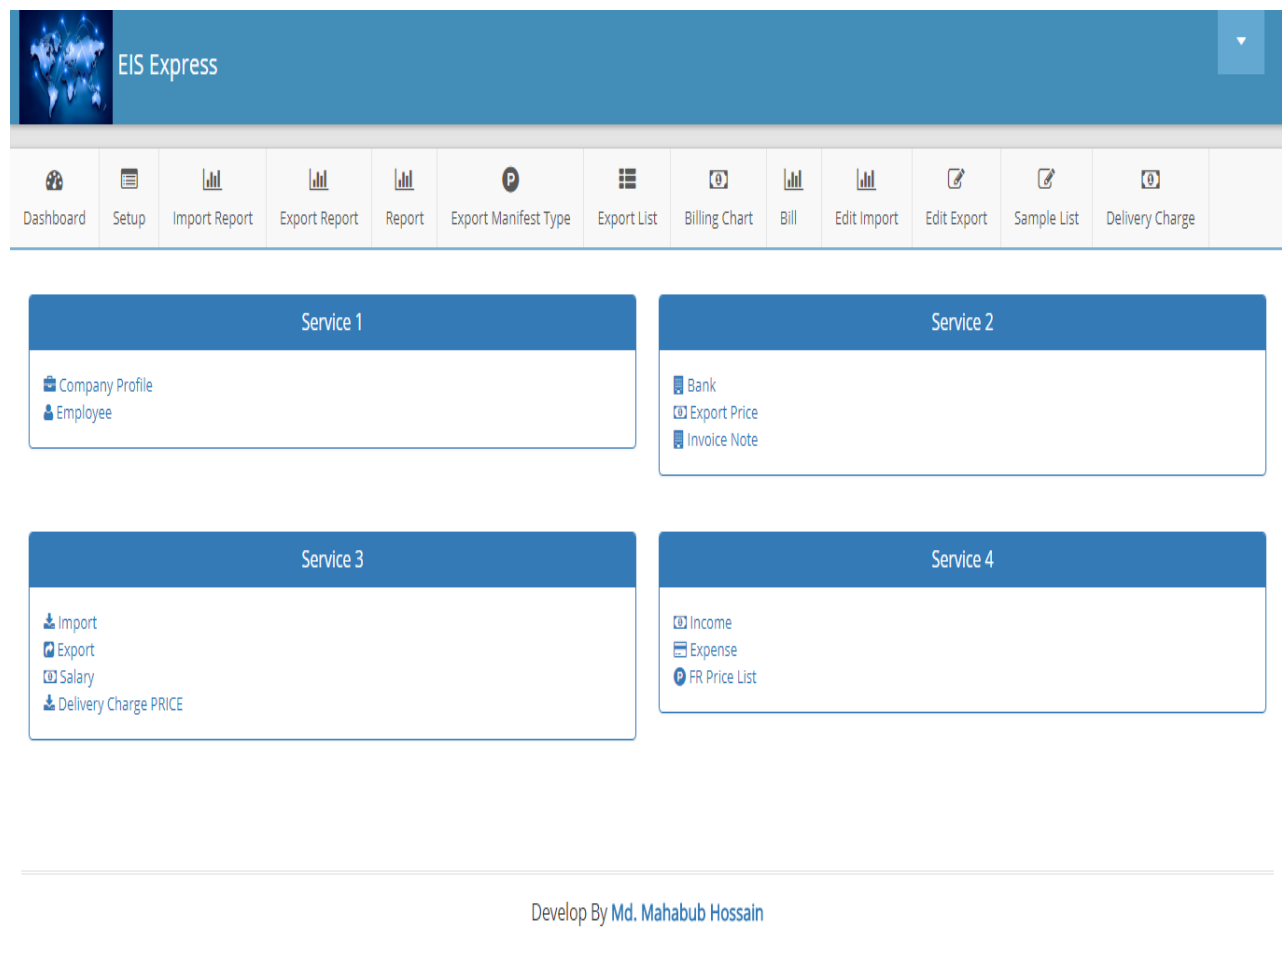 EIS Express
Dashboard Setup Import Report Export Report Report Export Manifest Type Export List Billing Chart Bill Edit Import Edit Export Sample List Delivery Charge
Service 1
Company Profile
Employee
Service 2
Bank
Export Price
Invoice Note
Service 3
Import
Export
Salary
Delivery Charge PRICE
Service 4
Income
Expense
FR Price List
Develop By Md. Mahabub Hossain